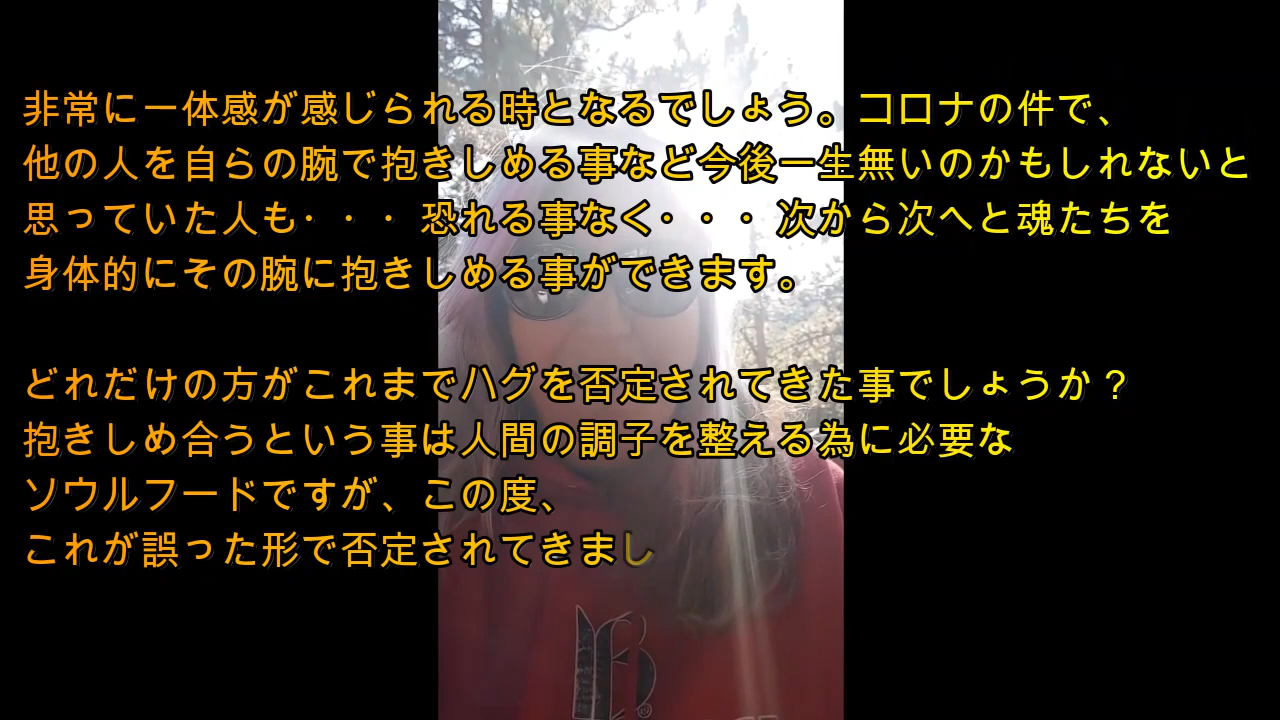 非常に一体感が感じられる時となるでしょう。コロナの件で、
他の人を自らの腕で抱きしめる事など今後一生無いのかもしれないと
思っていた人も・・・恐れる事なく・・・次から次へと魂たちを
身体的にその腕に抱きしめる事ができます。
どれだけの方がこれまでハグを否定されてきた事でしょうか？
抱きしめ合うという事は人間の調子を整える為に必要な
ソウルフードですが、この度、
これが誤った形で否定されてきまし